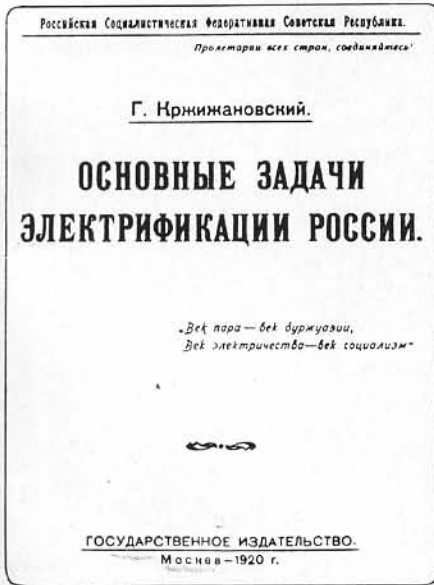 Российская Социалистическая Федеративная Советская Республика.
Пролетарии всех стран, соединяйтесь!
Г. Кржижановский.
ОСНОВНЫЕ ЗАДАЧИ
ЭЛЕКТРИФИКАЦИИ РОССИИ.
„Век пара — век буржуазии,
Век электричества—век социализм"
ГОСУДАРСТВЕННОЕ ИЗДАТЕЛЬСТВО.
Москва—1920 г.